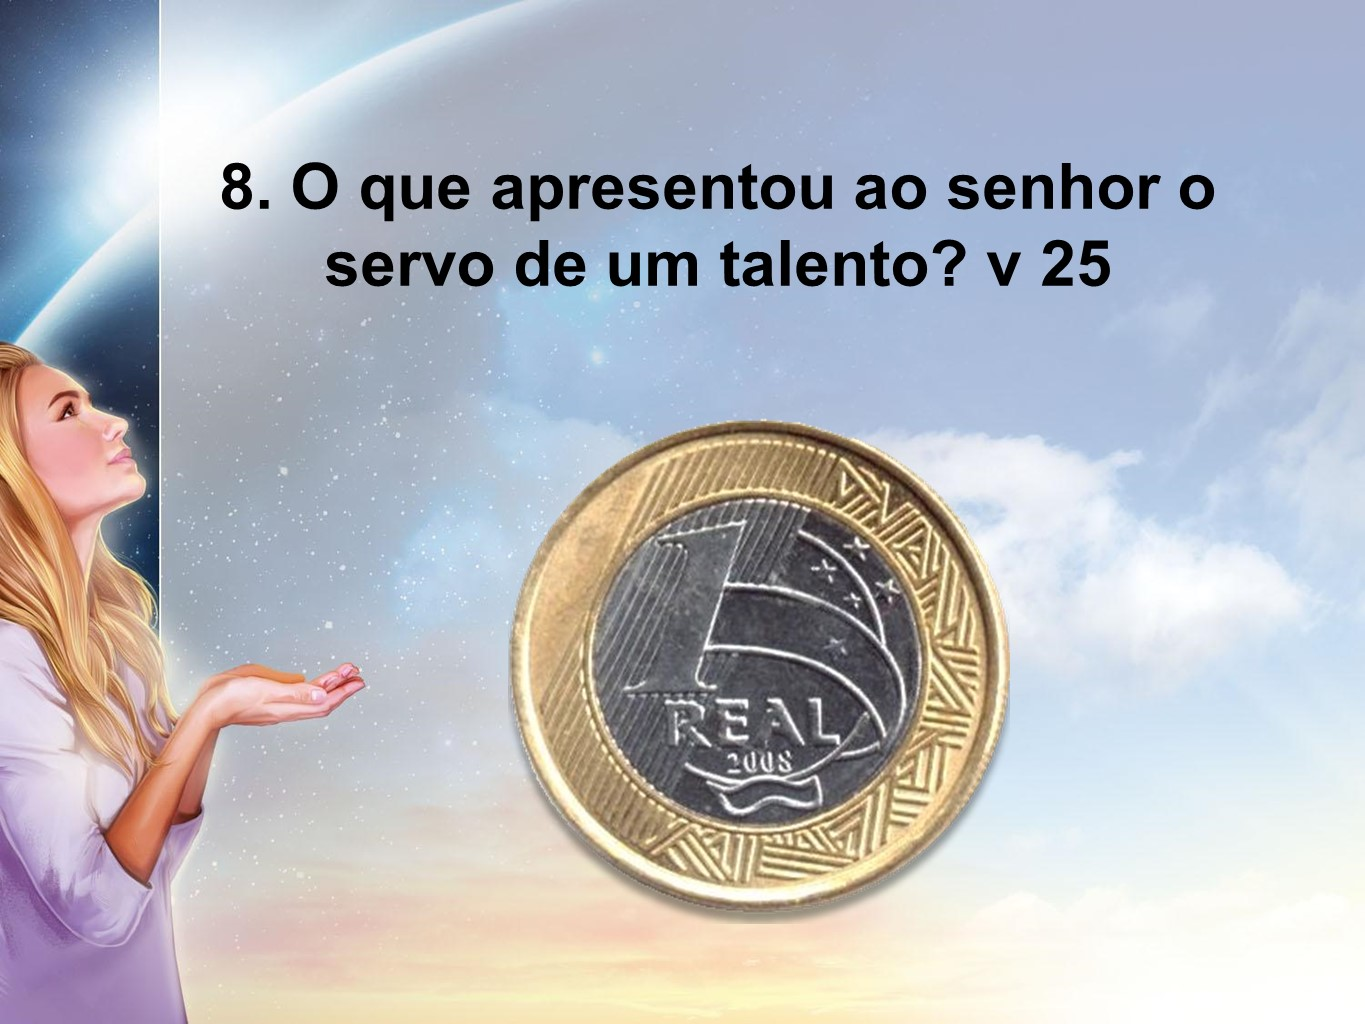 8. O que apresentou ao senhor o
servo de um talento? v 25
1
REAL
2008